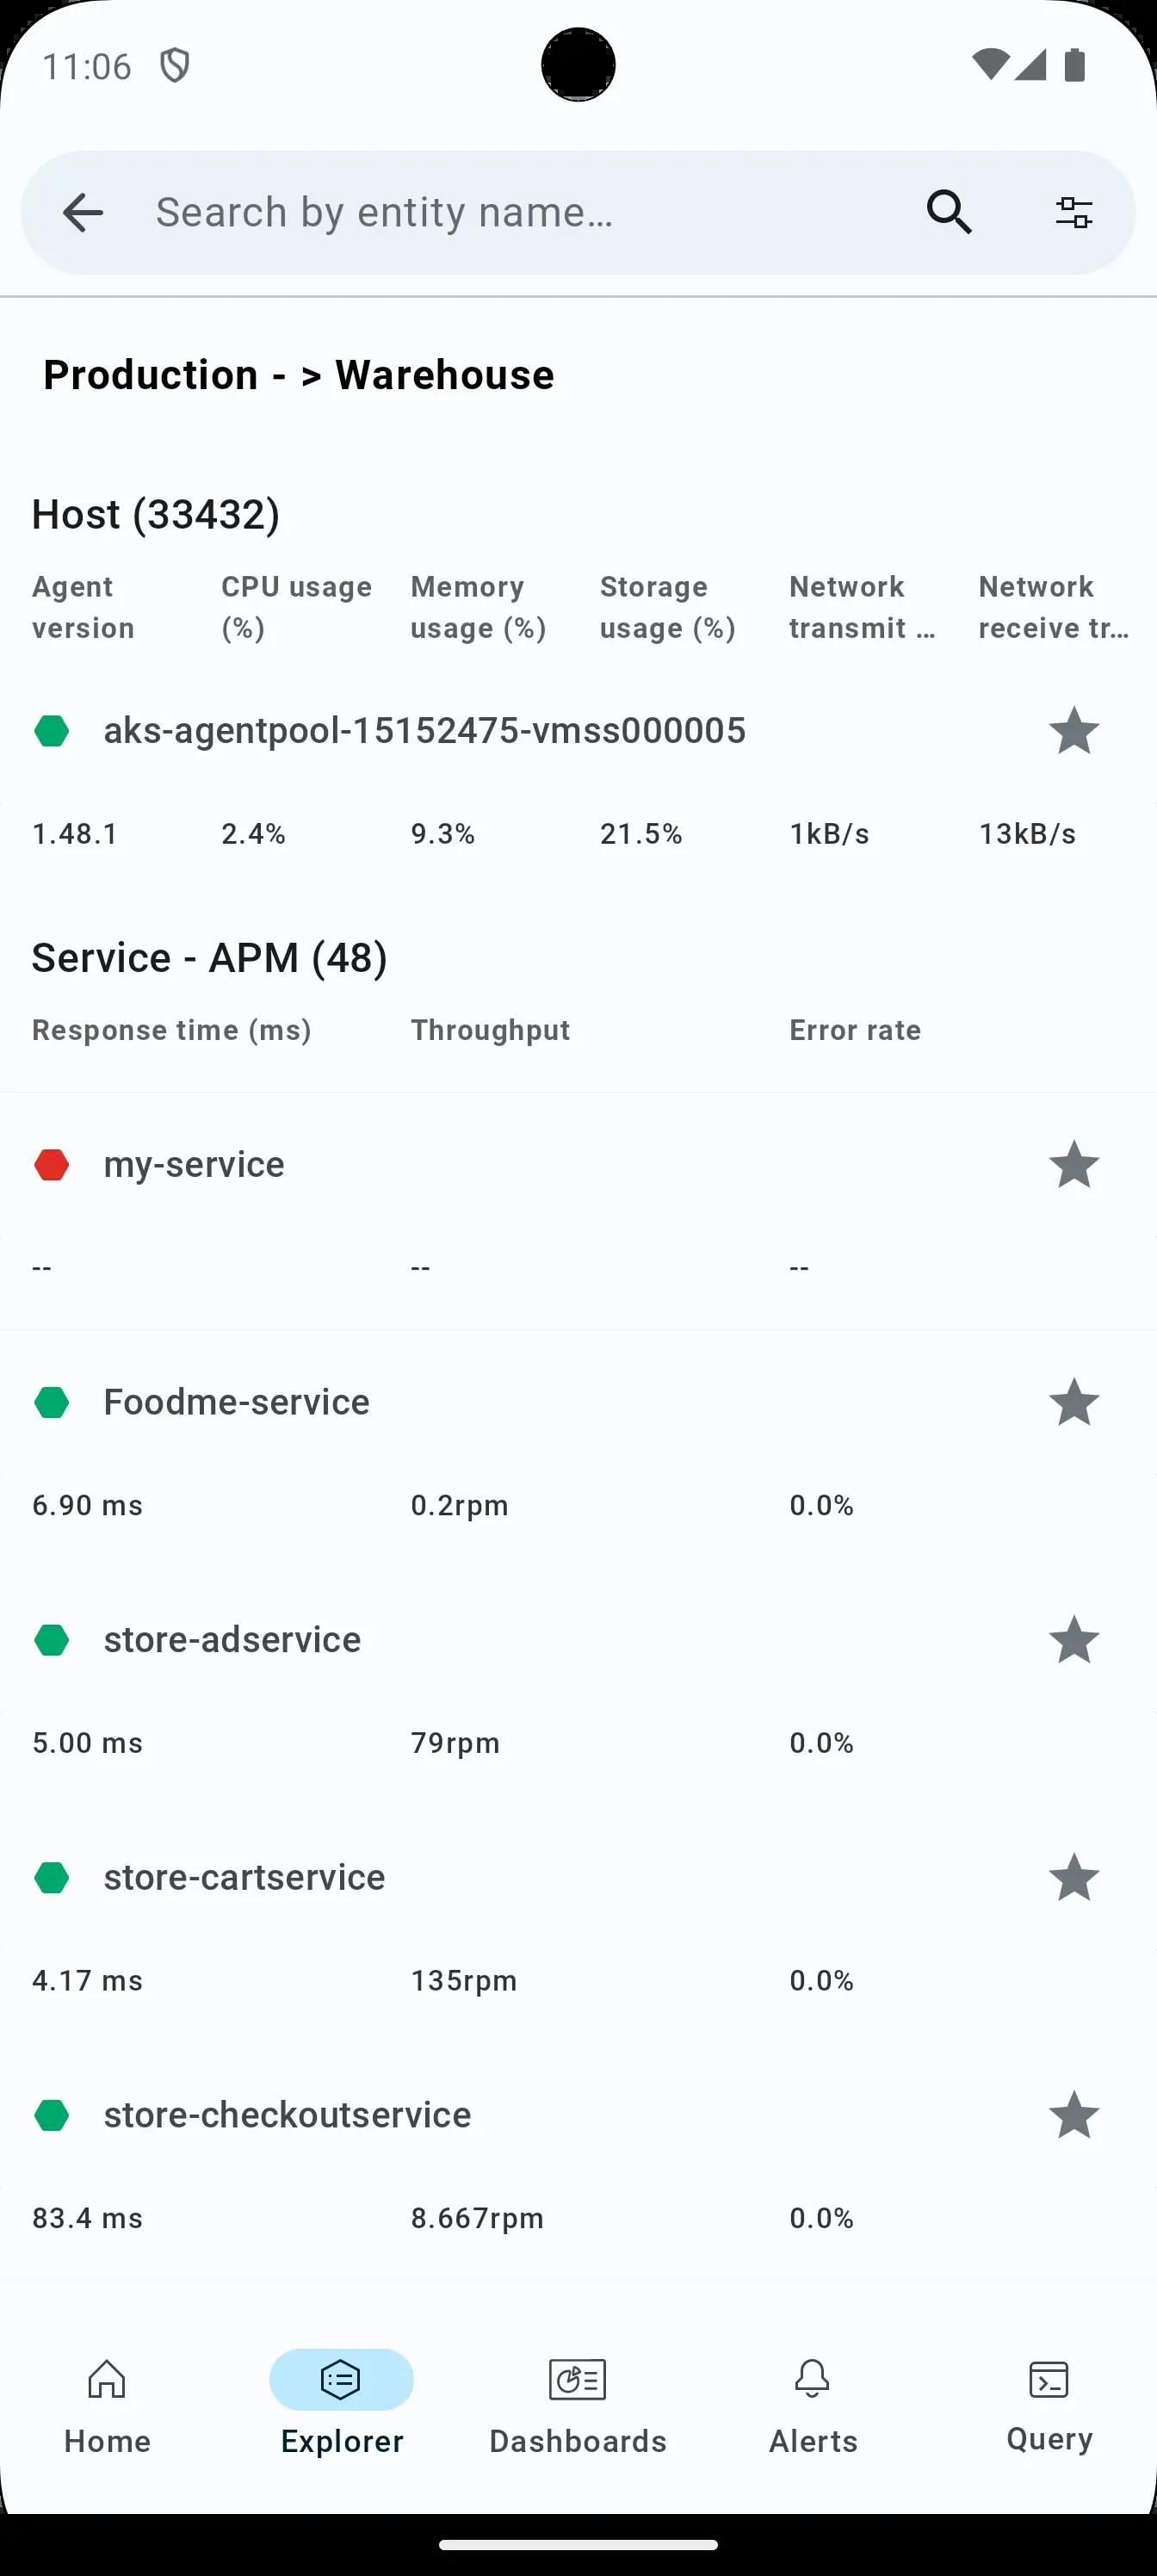 11:06
Search by entity name…
Production - > Warehouse
Host (33432)
Agent version
CPU usage (%)
Memory usage (%)
Storage usage (%)
Network transmit …
Network receive tr…
aks-agentpool-15152475-vmss000005
1.48.1 2.4% 9.3% 21.5% 1kB/s 13kB/s
Service - APM (48)
Response time (ms) Throughput Error rate
my-service
-- -- --
Foodme-service
6.90 ms 0.2rpm 0.0%
store-adservice
5.00 ms 79rpm 0.0%
store-cartservice
4.17 ms 135rpm 0.0%
store-checkoutservice
83.4 ms 8.667rpm 0.0%
Home Explorer Dashboards Alerts Query